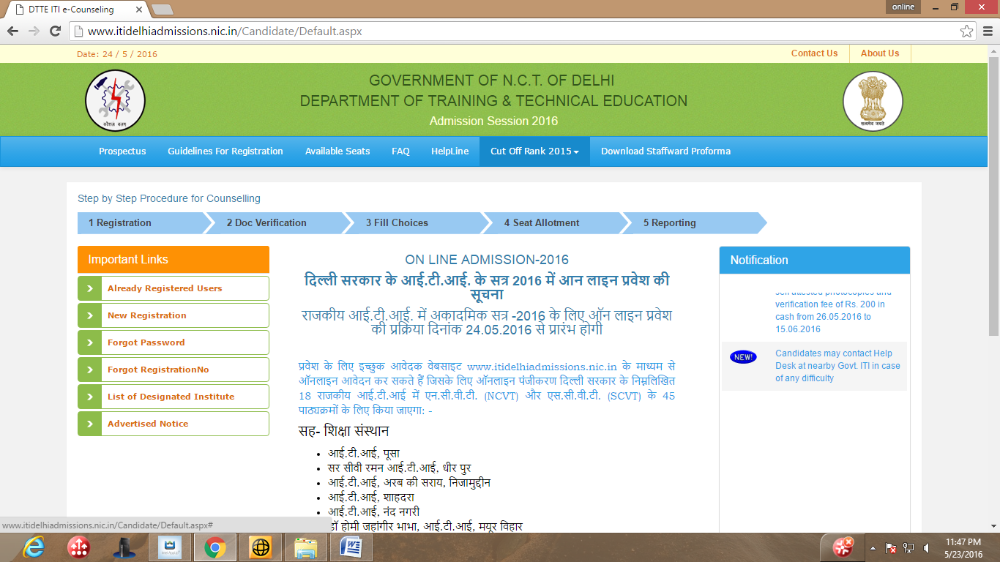 DTTE ITI e-Counseling
online
www.itidelhiadmissions.nic.in/Candidate/Default.aspx
Date: 24 / 5 / 2016
Contact Us
About Us
GOVERNMENT OF N.C.T. OF DELHI
DEPARTMENT OF TRAINING & TECHNICAL EDUCATION
Admission Session 2016
कौशल बलम्
सत्यमेव जयते
Prospectus
Guidelines For Registration
Available Seats
FAQ
HelpLine
Cut Off Rank 2015
Download Staffward Proforma
Step by Step Procedure for Counselling
1 Registration
2 Doc Verification
3 Fill Choices
4 Seat Allotment
5 Reporting
Important Links
Already Registered Users
New Registration
Forgot Password
Forgot RegistrationNo
List of Designated Institute
Advertised Notice
ON LINE ADMISSION-2016
दिल्ली सरकार के आई.टी.आई. के सत्र 2016 में आन लाइन प्रवेश की
सूचना
राजकीय आई.टी.आई. में अकादमिक सत्र -2016 के लिए ऑन लाइन प्रवेश
की प्रक्रिया दिनांक 24.05.2016 से प्रारंभ होगी
प्रवेश के लिए इच्छुक आवेदक वेबसाइट www.itidelhiadmissions.nic.in के माध्यम से
ऑनलाइन आवेदन कर सकते हैं जिसके लिए ऑनलाइन पंजीकरण दिल्ली सरकार के निम्नलिखित
18 राजकीय आई.टी.आई में एन.सी.वी.टी. (NCVT) और एस.सी.वी.टी. (SCVT) के 45
पाठ्यक्रमों के लिए किया जाएगा: -
सह- शिक्षा संस्थान
आई.टी.आई, पूसा
सर सीवी रमन आई.टी.आई, धीर पुर
आई.टी.आई, अरब की सराय, निजामुद्दीन
आई.टी.आई, शाहदरा
आई.टी.आई, नंद नगरी
डॉ होमी जहांगीर भाभा, आई.टी.आई, मयूर विहार
Notification
self attested photocopies and
verification fee of Rs. 200 in
cash from 26.05.2016 to
15.06.2016
NEW!
Candidates may contact Help
Desk at nearby Govt. ITI in case
of any difficulty
www.itidelhiadmissions.nic.in/Candidate/Default.aspx#
11:47 PM
5/23/2016